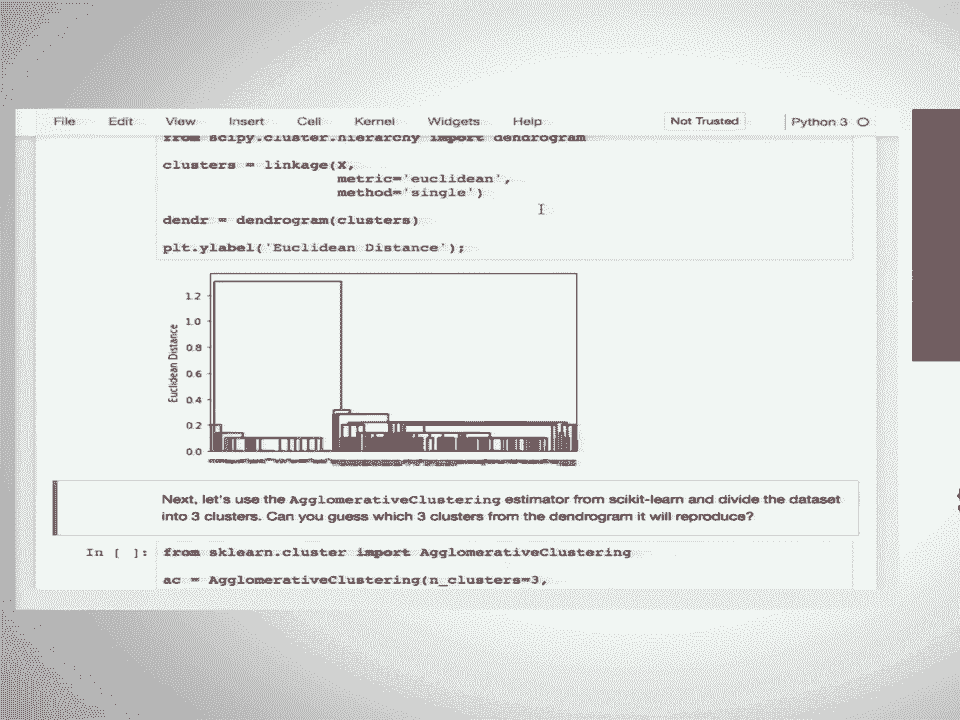 File Edit View Insert Cell Kernel Widgets Help Not Trusted Python 3
from scipy.cluster.hierarchy import dendrogram
clusters = linkage(X,
metric='euclidean',
method='single')
dendr = dendrogram(clusters)
plt.ylabel('Euclidean Distance');
1.2
1.0
0.8
0.6
0.4
0.2
0.0
Euclidean Distance
Next, let's use the AgglomerativeClustering estimator from scikit-learn and divide the dataset
into 3 clusters. Can you guess which 3 clusters from the dendrogram it will reproduce?
In [ ]: from sklearn.cluster import AgglomerativeClustering
ac = AgglomerativeClustering(n_clusters=3,